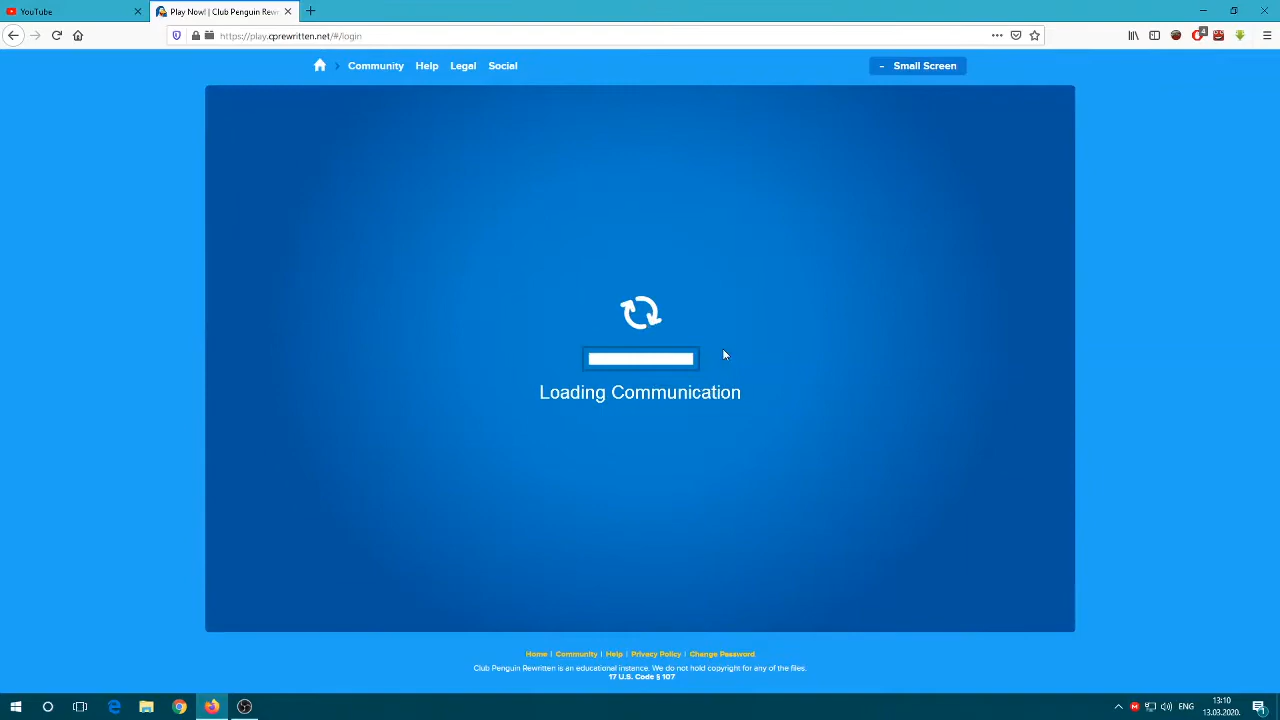 YouTube
Play Now! | Club Penguin Rew
https://play.cprewritten.net/#/login
4
Community Help Legal Social
- Small Screen
Loading Communication
Home | Community | Help | Privacy Policy | Change Password
Club Penguin Rewritten is an educational instance. We do not hold copyright for any of the files.
17 U.S. Code § 107
ENG
13:10
13.03.2020.
1